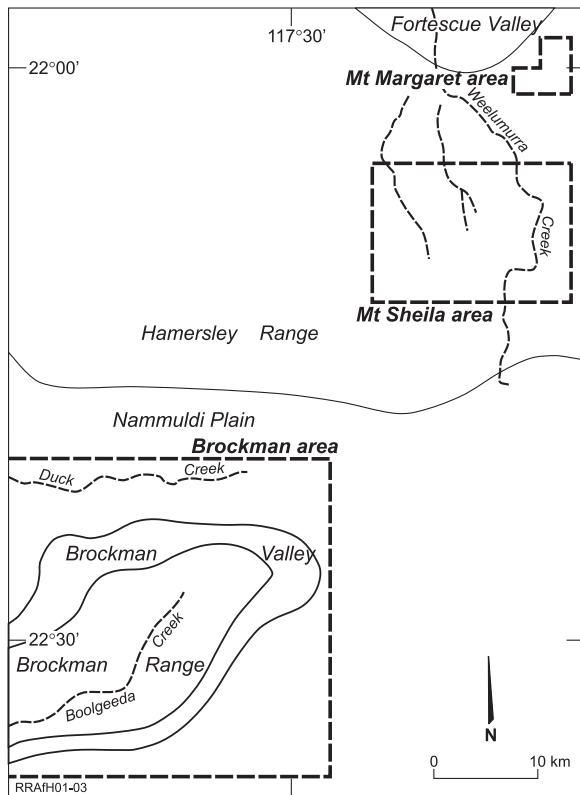 Fortescue Valley
117°30'
22°00'
Mt Margaret area
Weelumurra
Creek
Mt Sheila area
Hamersley Range
Nammuldi Plain
Brockman area
Duck Creek
Brockman Valley
22°30'
Creek
Brockman Range
Boolgeeda
N
0 10 km
RRAfH01-03